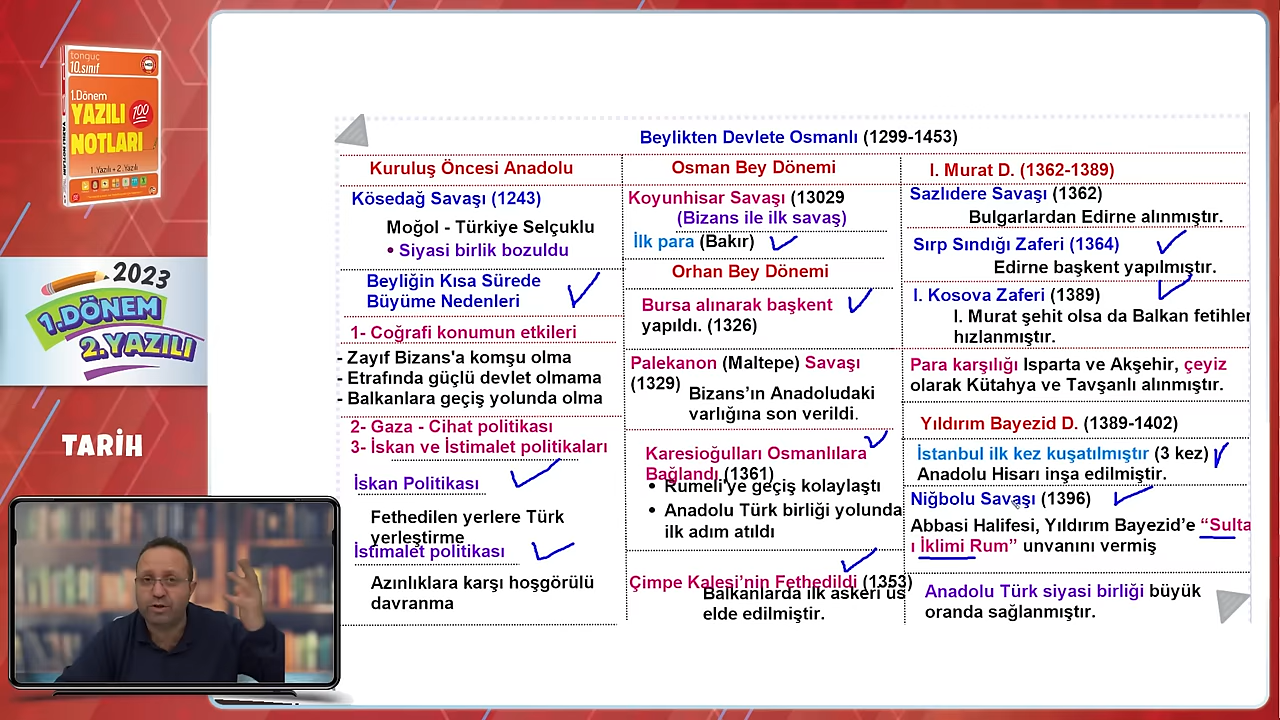 tonguç
10.sınıf
1.Dönem
YAZILI
100
NOTLARI
1.Yazılı + 2.Yazılı
2023
1.DÖNEM
2.YAZILI
TARİH
Beylikten Devlete Osmanlı (1299-1453)
Kuruluş Öncesi Anadolu
Kösedağ Savaşı (1243)
Moğol - Türkiye Selçuklu
• Siyasi birlik bozuldu
Beyliğin Kısa Sürede
Büyüme Nedenleri
1- Coğrafi konumun etkileri
- Zayıf Bizans'a komşu olma
- Etrafında güçlü devlet olmama
- Balkanlara geçiş yolunda olma
2- Gaza - Cihat politikası
3- İskan ve İstimalet politikaları
İskan Politikası
Fethedilen yerlere Türk
yerleştirme
İstimalet politikası
Azınlıklara karşı hoşgörülü
davranma
Osman Bey Dönemi
Koyunhisar Savaşı (13029
(Bizans ile ilk savaş)
İlk para (Bakır)
Orhan Bey Dönemi
Bursa alınarak başkent
yapıldı. (1326)
Palekanon (Maltepe) Savaşı
(1329)
Bizans’ın Anadoludaki
varlığına son verildi.
Karesioğulları Osmanlılara
Bağlandı (1361)
• Rumeli'ye geçiş kolaylaştı
• Anadolu Türk birliği yolunda
ilk adım atıldı
Çimpe Kalesi’nin Fethedildi (1353)
Balkanlarda ilk askeri üs
elde edilmiştir.
I. Murat D. (1362-1389)
Sazlıdere Savaşı (1362)
Bulgarlardan Edirne alınmıştır.
Sırp Sındığı Zaferi (1364)
Edirne başkent yapılmıştır.
I. Kosova Zaferi (1389)
I. Murat şehit olsa da Balkan fetihler
hızlanmıştır.
Para karşılığı Isparta ve Akşehir, çeyiz
olarak Kütahya ve Tavşanlı alınmıştır.
Yıldırım Bayezid D. (1389-1402)
İstanbul ilk kez kuşatılmıştır (3 kez)
Anadolu Hisarı inşa edilmiştir.
Niğbolu Savaşı (1396)
Abbasi Halifesi, Yıldırım Bayezid’e “Sulta
ı İklimi Rum” unvanını vermiş
Anadolu Türk siyasi birliği büyük
oranda sağlanmıştır.